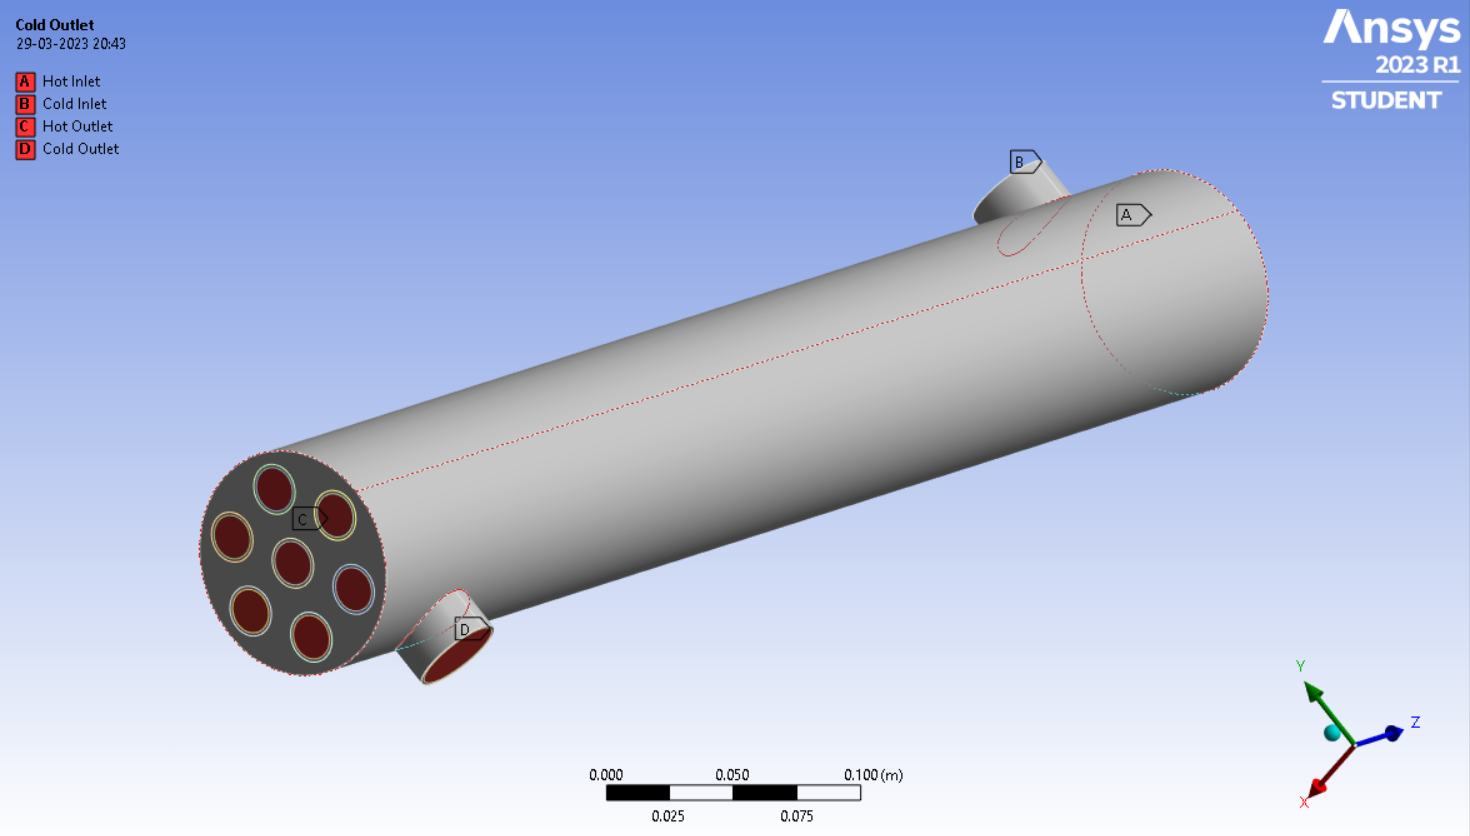 Cold Outlet
29-03-2023 20:43
A Hot Inlet
B Cold Inlet
C Hot Outlet
D Cold Outlet
Ansys
2023 R1
STUDENT
B
A
C
D
Y
Z
X
0.000 0.050 0.100 (m)
0.025 0.075